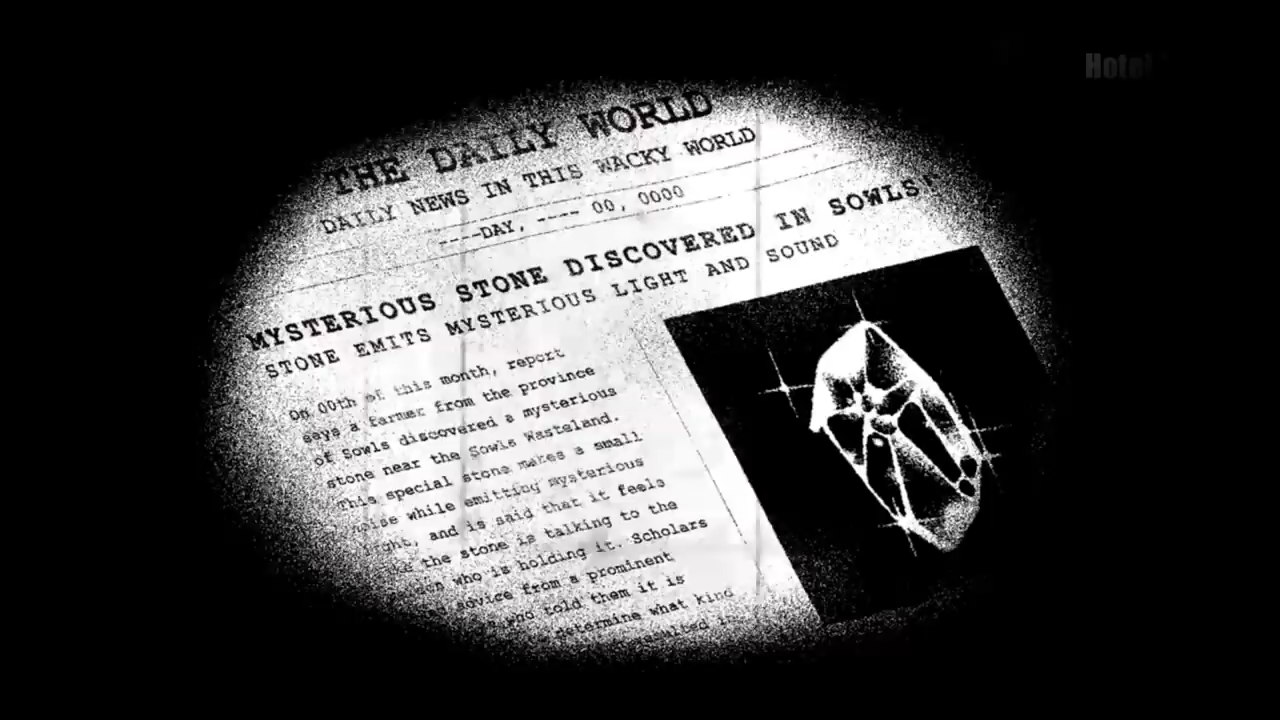 Hotel
THE DAILY WORLD
DAILY NEWS IN THIS WACKY WORLD
----DAY, ---- 00, 0000
MYSTERIOUS STONE DISCOVERED IN SOWLS!
STONE EMITS MYSTERIOUS LIGHT AND SOUND
On 00th of this month, report
says a farmer from the province
of Sowls discovered a mysterious
stone near the Sowls Wasteland.
This special stone makes a small
while emitting mysterious
and is said that it feels
the stone is talking to the
who is holding it. Scholars
advice from a prominent
who told them it is
determine what kind